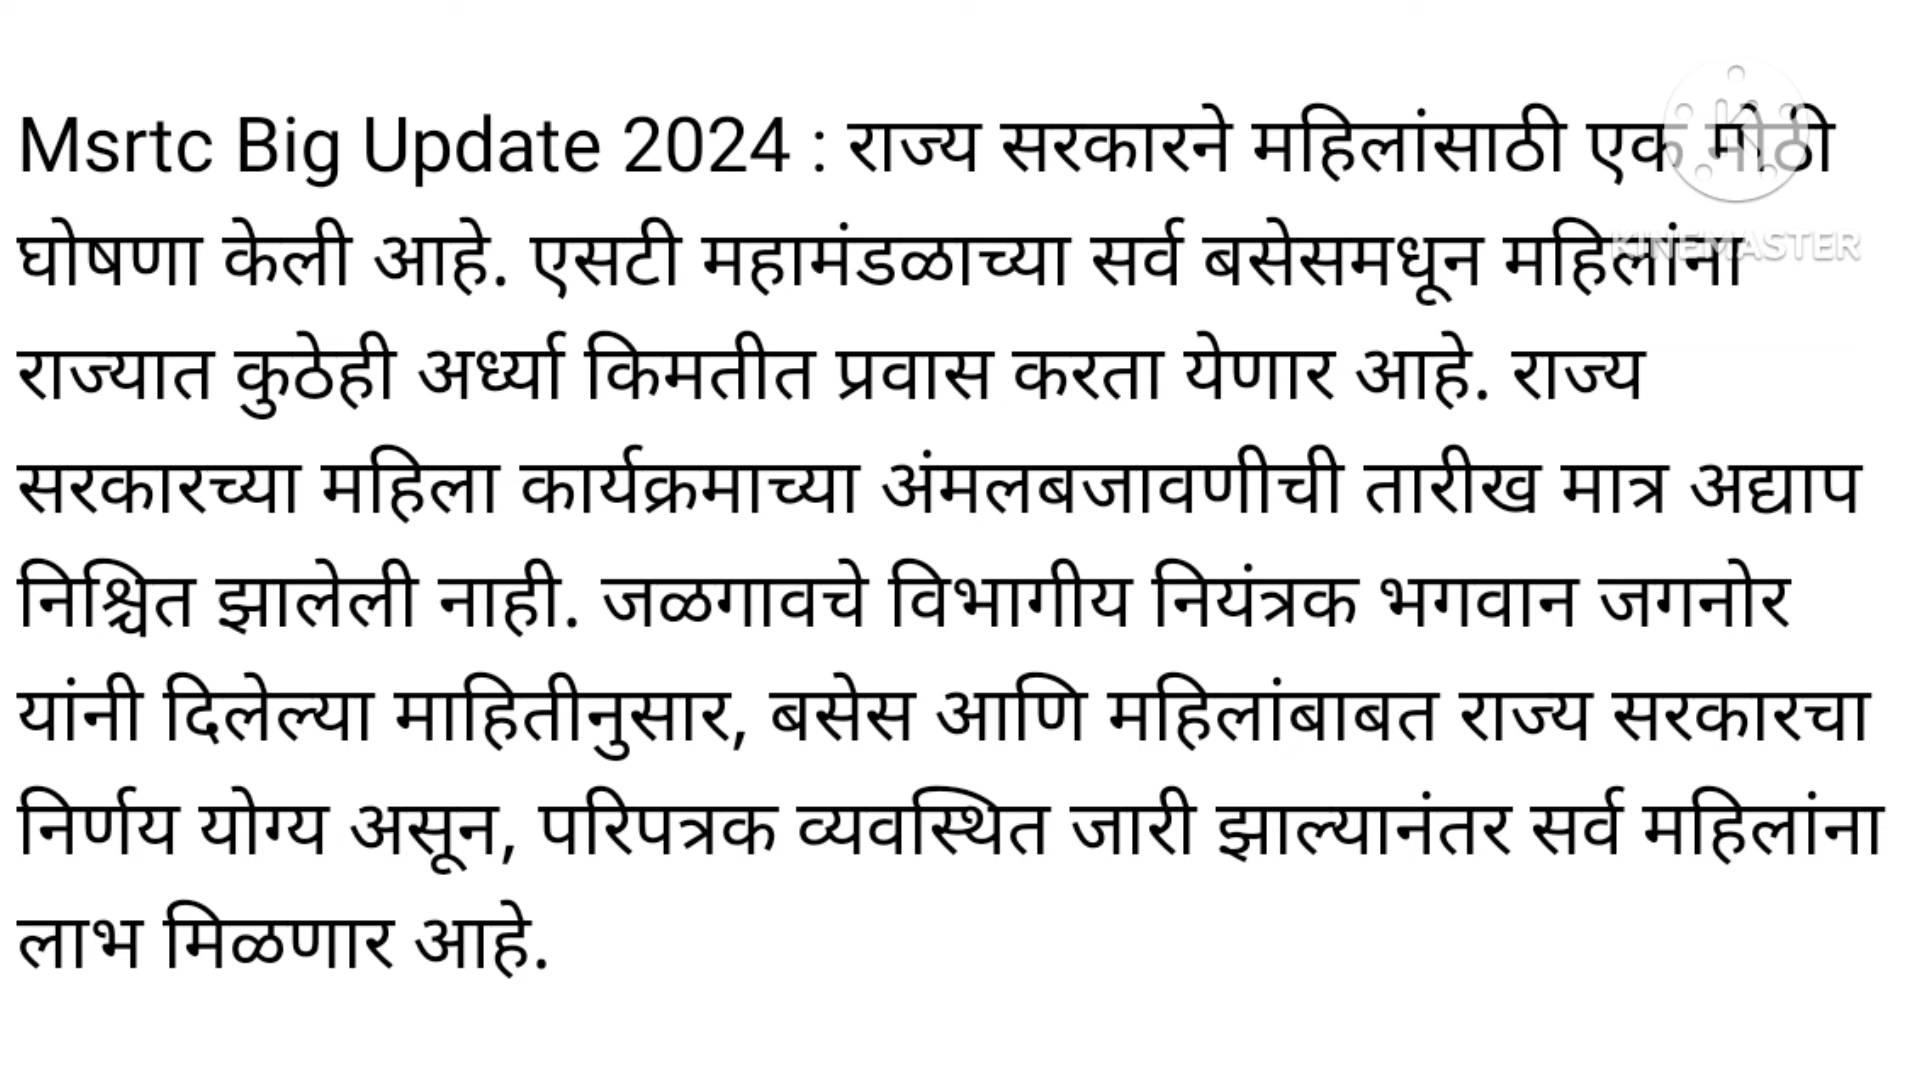 Msrtc Big Update 2024 : राज्य सरकारने महिलांसाठी एक मोठी
घोषणा केली आहे. एसटी महामंडळाच्या सर्व बसेसमधून महिलांना
KINEMASTER
राज्यात कुठेही अर्ध्या किमतीत प्रवास करता येणार आहे. राज्य
सरकारच्या महिला कार्यक्रमाच्या अंमलबजावणीची तारीख मात्र अद्याप
निश्चित झालेली नाही. जळगावचे विभागीय नियंत्रक भगवान जगनोर
यांनी दिलेल्या माहितीनुसार, बसेस आणि महिलांबाबत राज्य सरकारचा
निर्णय योग्य असून, परिपत्रक व्यवस्थित जारी झाल्यानंतर सर्व महिलांना
लाभ मिळणार आहे.